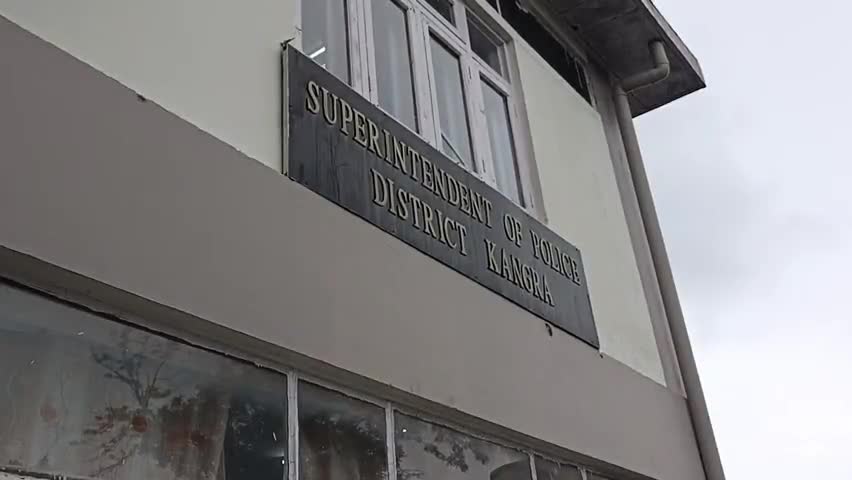 SUPERINTENDENT OF POLICE
DISTRICT KANGRA